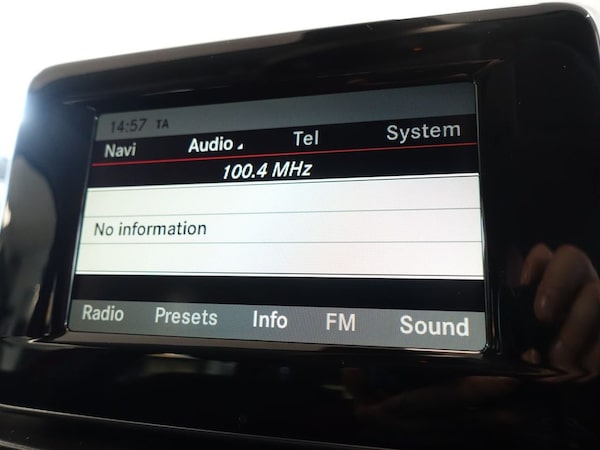 14:57 TA
Navi Audio Tel System
100.4 MHz
No information
Radio Presets Info FM Sound